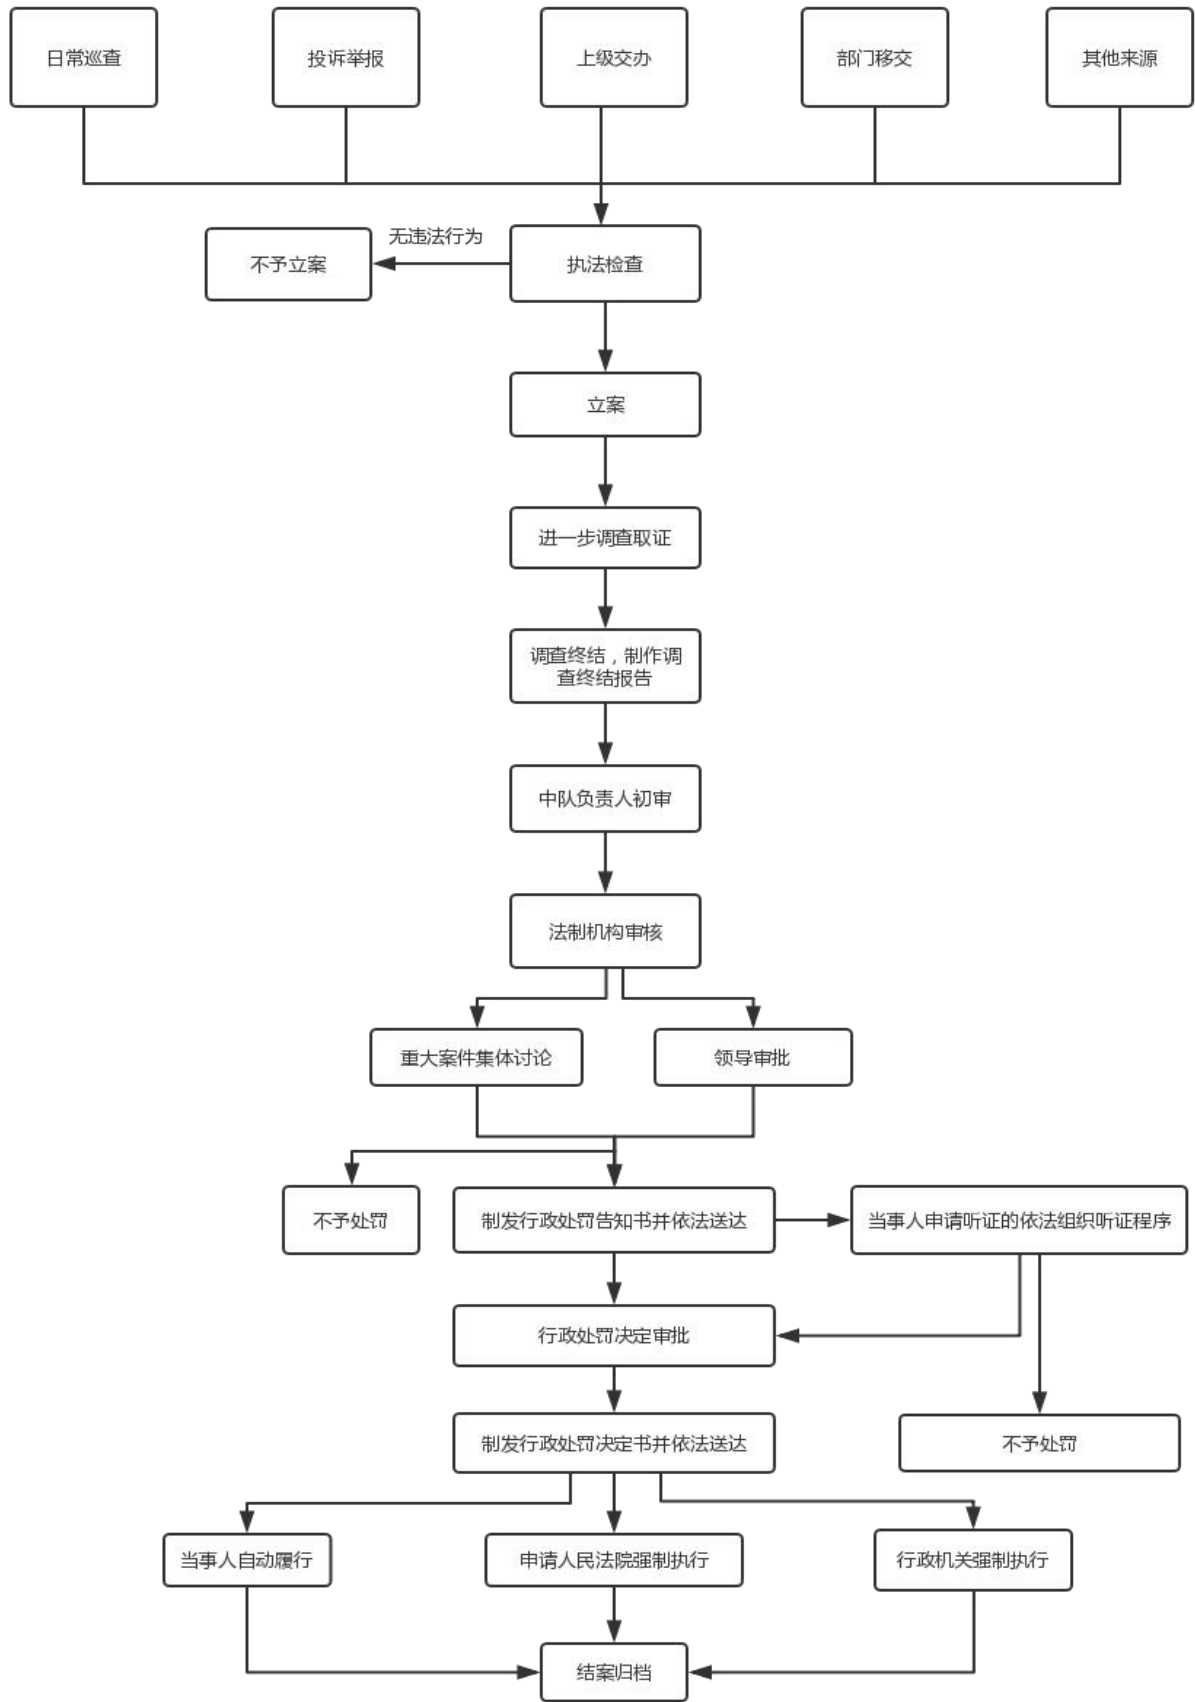 日常巡查
投诉举报
上级交办
部门移交
其他来源
无违法行为
不予立案
执法检查
立案
进一步调查取证
调查终结，制作调
查终结报告
中队负责人初审
法制机构审核
重大案件集体讨论
领导审批
不予处罚
制发行政处罚告知书并依法送达
当事人申请听证的依法组织听证程序
行政处罚决定审批
制发行政处罚决定书并依法送达
不予处罚
当事人自动履行
申请人民法院强制执行
行政机关强制执行
结案归档